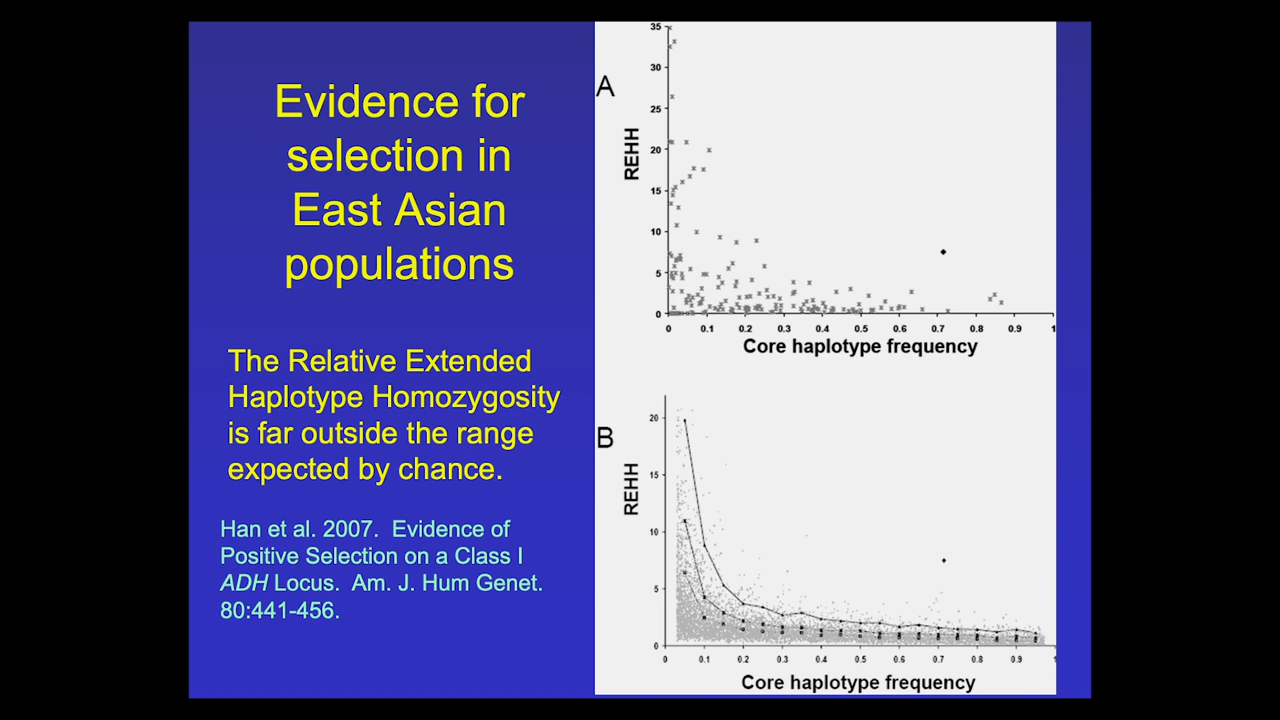 Evidence for
selection in
East Asian
populations
The Relative Extended
Haplotype Homozygosity
is far outside the range
expected by chance.
Han et al. 2007.  Evidence of
Positive Selection on a Class I
ADH Locus.  Am. J. Hum Genet.
80:441-456.
A
REHH
35
30
25
20
15
10
5
0
0 0.1 0.2 0.3 0.4 0.5 0.6 0.7 0.8 0.9 1
Core haplotype frequency
B
REHH
20
15
10
5
0
0 0.1 0.2 0.3 0.4 0.5 0.6 0.7 0.8 0.9 1
Core haplotype frequency